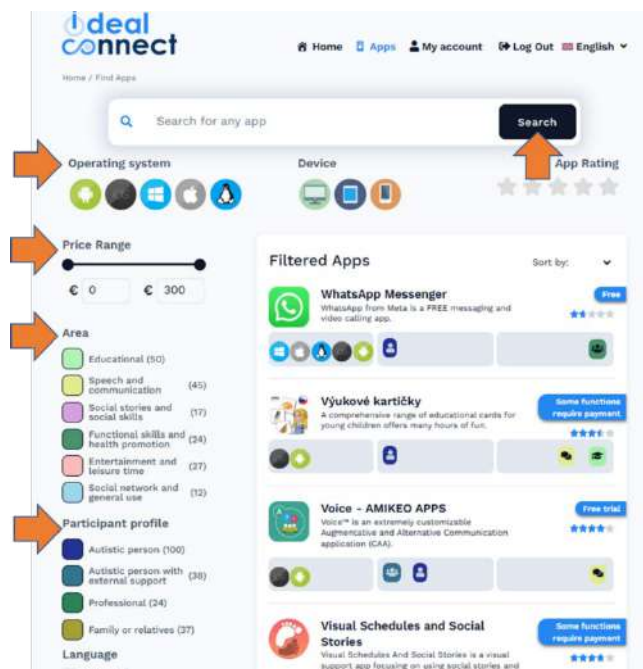 ideal
connect
Home
Apps
My account
Log Out
English
Home / Find Apps
Search for any app
Search
Operating system
Device
App Rating
Price Range
€ 0
€ 300
Filtered Apps
Sort by:
WhatsApp Messenger
Free
WhatsApp from Meta is a FREE messaging and
video calling app.
Area
Educational (50)
Speech and
communication (45)
Social stories and
social skills (17)
Functional skills and
health promotion (24)
Entertainment and
leisure time (27)
Social network and
general use (12)
Výukové kartičky
Some functions
require payment
A comprehensive range of educational cards for
young children offers many hours of fun.
Voice - AMIKEO APPS
Free trial
Voice™ is an extremely customizable
Augmentative and Alternative Communication
application (CAA).
Participant profile
Autistic person (100)
Autistic person with
external support (38)
Professional (24)
Family or relatives (37)
Language
Visual Schedules and Social
Stories
Some functions
require payment
Visual Schedules And Social Stories is a visual
support app focusing on using social stories and